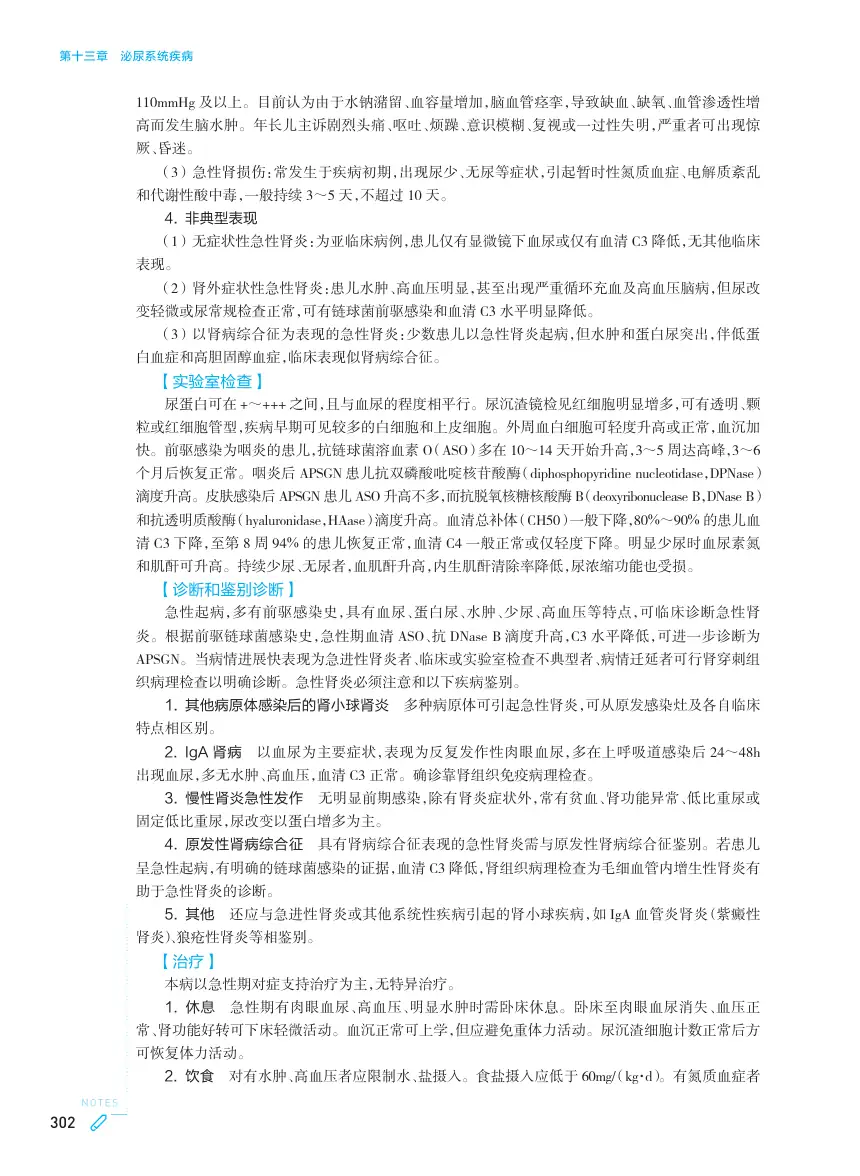 第十三章 泌尿系统疾病
110mmHg 及以上。目前认为由于水钠潴留、血容量增加,脑血管痉挛,导致缺血、缺氧、血管渗透性增
高而发生脑水肿。年长儿主诉剧烈头痛、呕吐、烦躁、意识模糊、复视或一过性失明,严重者可出现惊
厥、昏迷。
（3）急性肾损伤:常发生于疾病初期,出现尿少、无尿等症状,引起暂时性氮质血症、电解质紊乱
和代谢性酸中毒,一般持续 3～5 天,不超过 10 天。
4. 非典型表现
（1）无症状性急性肾炎:为亚临床病例,患儿仅有显微镜下血尿或仅有血清 C3 降低,无其他临床
表现。
（2）肾外症状性急性肾炎:患儿水肿、高血压明显,甚至出现严重循环充血及高血压脑病,但尿改
变轻微或尿常规检查正常,可有链球菌前驱感染和血清 C3 水平明显降低。
（3）以肾病综合征为表现的急性肾炎:少数患儿以急性肾炎起病,但水肿和蛋白尿突出,伴低蛋
白血症和高胆固醇血症,临床表现似肾病综合征。
【实验室检查】
尿蛋白可在 +～+++ 之间,且与血尿的程度相平行。尿沉渣镜检见红细胞明显增多,可有透明、颗
粒或红细胞管型,疾病早期可见较多的白细胞和上皮细胞。外周血白细胞可轻度升高或正常,血沉加
快。前驱感染为咽炎的患儿,抗链球菌溶血素 O（ASO）多在 10～14 天开始升高,3～5 周达高峰,3～6
个月后恢复正常。咽炎后 APSGN 患儿抗双磷酸吡啶核苷酸酶（diphosphopyridine nucleotidase,DPNase）
滴度升高。皮肤感染后 APSGN 患儿 ASO 升高不多,而抗脱氧核糖核酸酶 B（deoxyribonuclease B,DNase B）
和抗透明质酸酶（hyaluronidase,HAase）滴度升高。血清总补体（CH50）一般下降,80%～90% 的患儿血
清 C3 下降,至第 8 周 94% 的患儿恢复正常,血清 C4 一般正常或仅轻度下降。明显少尿时血尿素氮
和肌酐可升高。持续少尿、无尿者,血肌酐升高,内生肌酐清除率降低,尿浓缩功能也受损。
【诊断和鉴别诊断】
急性起病,多有前驱感染史,具有血尿、蛋白尿、水肿、少尿、高血压等特点,可临床诊断急性肾
炎。根据前驱链球菌感染史,急性期血清 ASO、抗 DNase B 滴度升高,C3 水平降低,可进一步诊断为
APSGN。当病情进展快表现为急进性肾炎者、临床或实验室检查不典型者、病情迁延者可行肾穿刺组
织病理检查以明确诊断。急性肾炎必须注意和以下疾病鉴别。
1. 其他病原体感染后的肾小球肾炎 多种病原体可引起急性肾炎,可从原发感染灶及各自临床
特点相区别。
2. IgA 肾病 以血尿为主要症状,表现为反复发作性肉眼血尿,多在上呼吸道感染后 24～48h
出现血尿,多无水肿、高血压,血清 C3 正常。确诊靠肾组织免疫病理检查。
3. 慢性肾炎急性发作 无明显前期感染,除有肾炎症状外,常有贫血、肾功能异常、低比重尿或
固定低比重尿,尿改变以蛋白增多为主。
4. 原发性肾病综合征 具有肾病综合征表现的急性肾炎需与原发性肾病综合征鉴别。若患儿
呈急性起病,有明确的链球菌感染的证据,血清 C3 降低,肾组织病理检查为毛细血管内增生性肾炎有
助于急性肾炎的诊断。
5. 其他 还应与急进性肾炎或其他系统性疾病引起的肾小球疾病,如 IgA 血管炎肾炎（紫癜性
肾炎）、狼疮性肾炎等相鉴别。
【治疗】
本病以急性期对症支持治疗为主,无特异治疗。
1. 休息 急性期有肉眼血尿、高血压、明显水肿时需卧床休息。卧床至肉眼血尿消失、血压正
常、肾功能好转可下床轻微活动。血沉正常可上学,但应避免重体力活动。尿沉渣细胞计数正常后方
可恢复体力活动。
2. 饮食 对有水肿、高血压者应限制水、盐摄入。食盐摄入应低于 60mg/（kg·d）。有氮质血症者
NOTES
302